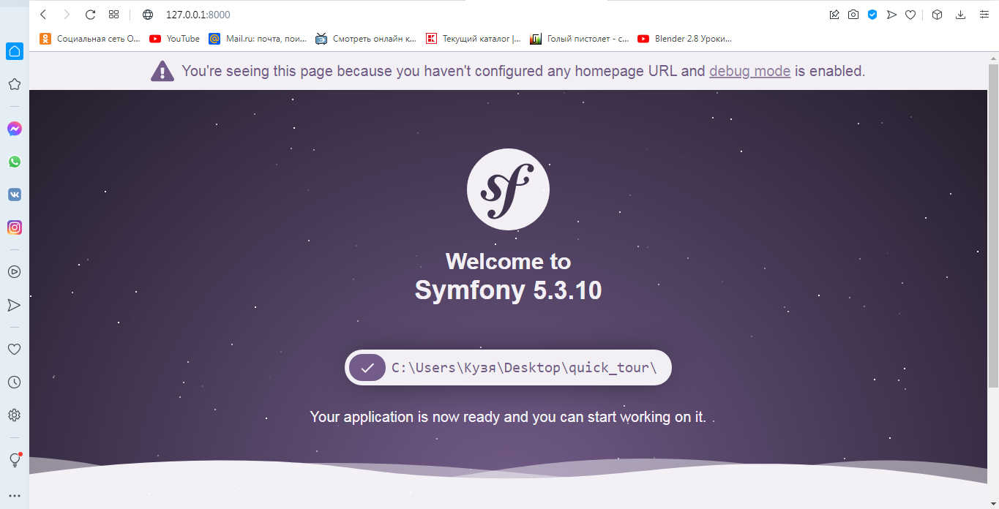 127.0.0.1:8000
Социальная сеть О... YouTube Mail.ru: почта, пои... Смотреть онлайн к... Текущий каталог |... Голый пистолет - с... Blender 2.8 Уроки...
You're seeing this page because you haven't configured any homepage URL and debug mode is enabled.
sf
Welcome to
Symfony 5.3.10
C:\Users\Кузя\Desktop\quick_tour\
Your application is now ready and you can start working on it.